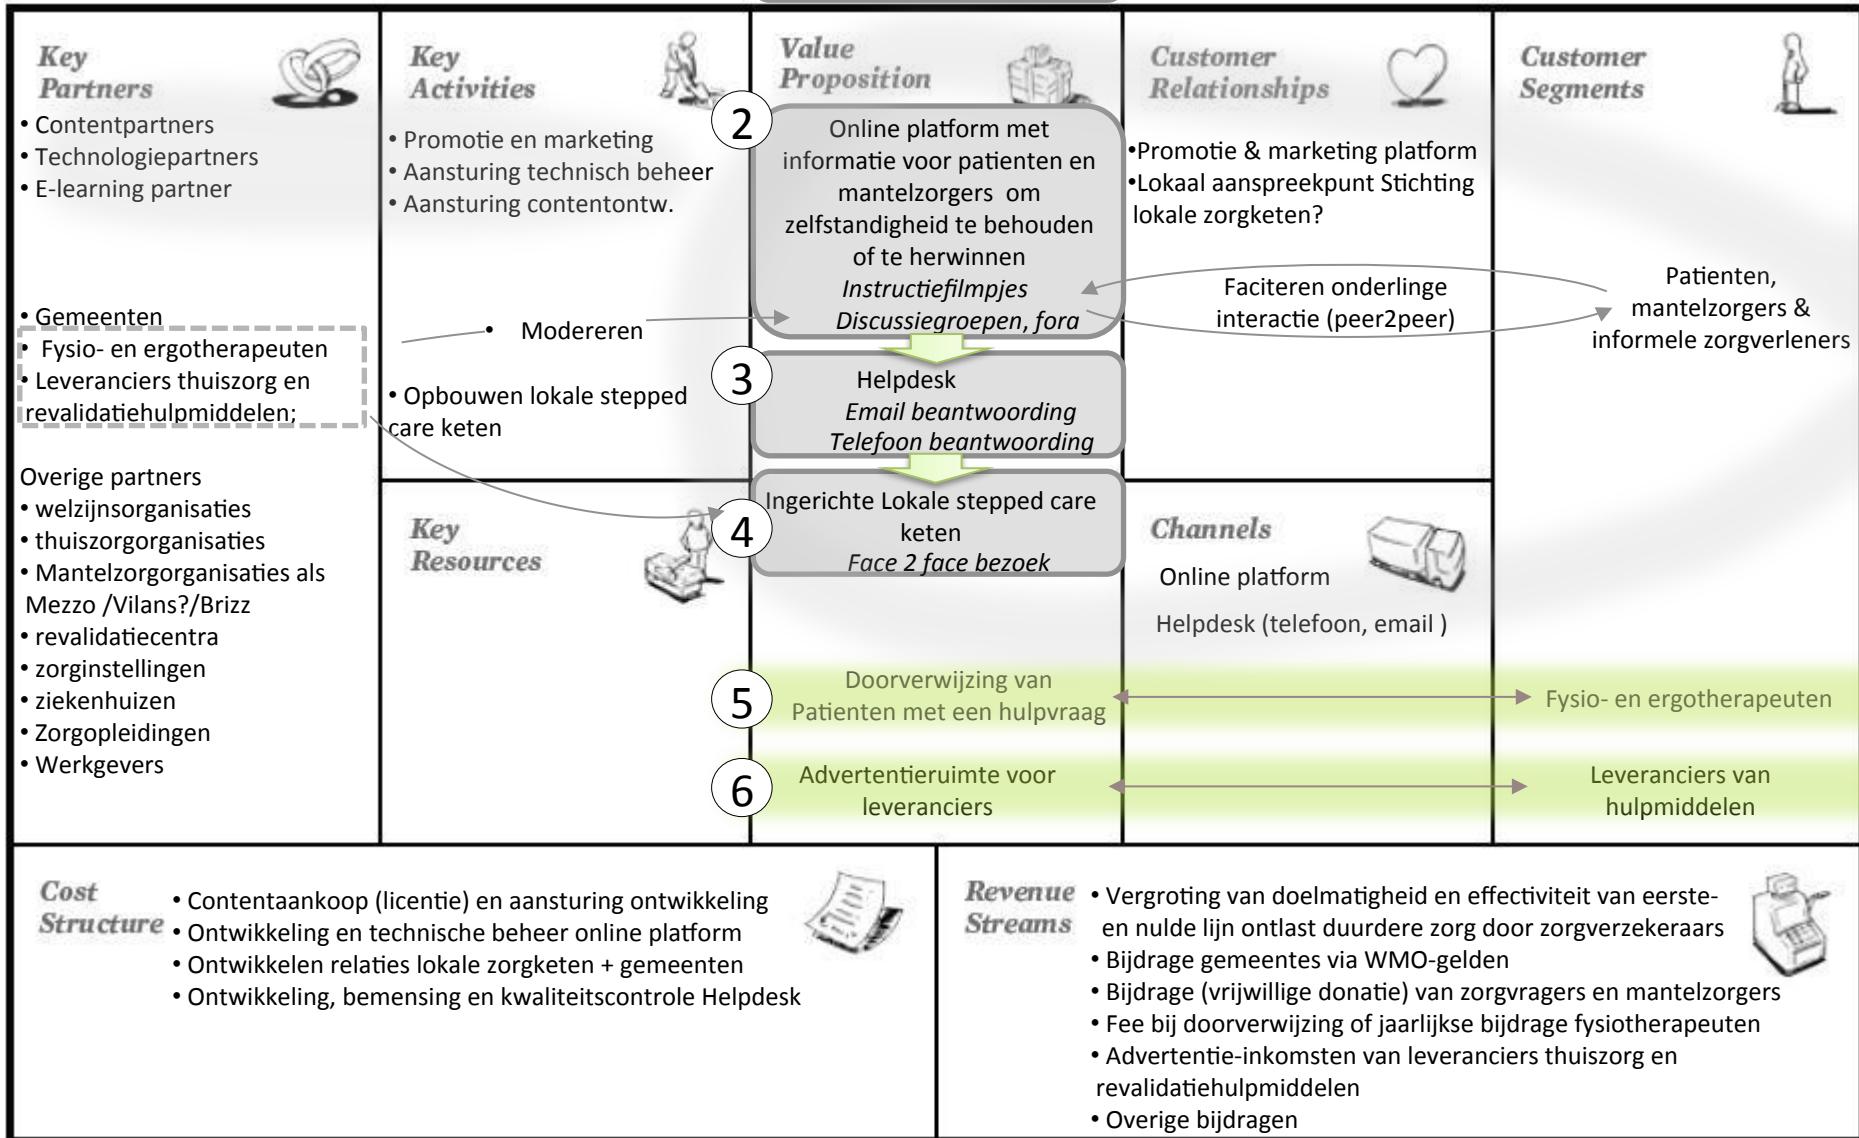 Key
Partners
• Contentpartners
• Technologiepartners
• E-learning partner
• Gemeenten
• Fysio- en ergotherapeuten
• Leveranciers thuiszorg en
revalidatiehulpmiddelen;
Overige partners
• welzijnsorganisaties
• thuiszorgorganisaties
• Mantelzorgorganisaties als
Mezzo /Vilans?/Brizz
• revalidatiecentra
• zorginstellingen
• ziekenhuizen
• Zorgopleidingen
• Werkgevers
Key
Activities
• Promotie en marketing
• Aansturing technisch beheer
• Aansturing contentontw.
• Modereren
• Opbouwen lokale stepped
care keten
Key
Resources
Value
Proposition
2
Online platform met
informatie voor patienten en
mantelzorgers om
zelfstandigheid te behouden
of te herwinnen
Instructiefilmpjes
Discussiegroepen, fora
3
Helpdesk
Email beantwoording
Telefoon beantwoording
4
Ingerichte Lokale stepped care
keten
Face 2 face bezoek
5
Doorverwijzing van
Patienten met een hulpvraag
6
Advertentieruimte voor
leveranciers
Customer
Relationships
•Promotie & marketing platform
•Lokaal aanspreekpunt Stichting
lokale zorgketen?
Faciteren onderlinge
interactie (peer2peer)
Channels
Online platform
Helpdesk (telefoon, email )
Customer
Segments
Patienten,
mantelzorgers &
informele zorgverleners
Fysio- en ergotherapeuten
Leveranciers van
hulpmiddelen
Cost
Structure
• Contentaankoop (licentie) en aansturing ontwikkeling
• Ontwikkeling en technische beheer online platform
• Ontwikkelen relaties lokale zorgketen + gemeenten
• Ontwikkeling, bemensing en kwaliteitscontrole Helpdesk
Revenue
Streams
• Vergroting van doelmatigheid en effectiviteit van eerste-
en nulde lijn ontlast duurdere zorg door zorgverzekeraars
• Bijdrage gemeentes via WMO-gelden
• Bijdrage (vrijwillige donatie) van zorgvragers en mantelzorgers
• Fee bij doorverwijzing of jaarlijkse bijdrage fysiotherapeuten
• Advertentie-inkomsten van leveranciers thuiszorg en
revalidatiehulpmiddelen
• Overige bijdragen